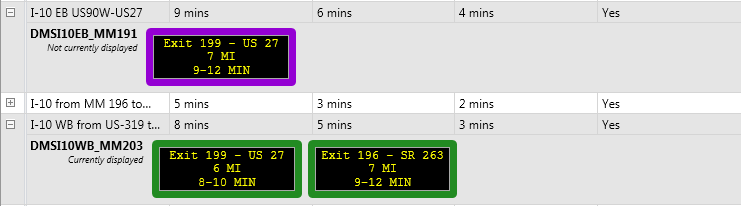 I-10 EB US90W-US27 9 mins 6 mins 4 mins Yes
DMSI10EB_MM191
Not currently displayed
Exit 199 - US 27
7 MI
9-12 MIN
I-10 from MM 196 to... 5 mins 3 mins 2 mins Yes
I-10 WB from US-319 t... 8 mins 5 mins 3 mins Yes
DMSI10WB_MM203
Currently displayed
Exit 199 - US 27
6 MI
8-10 MIN
Exit 196 - SR 263
7 MI
9-12 MIN